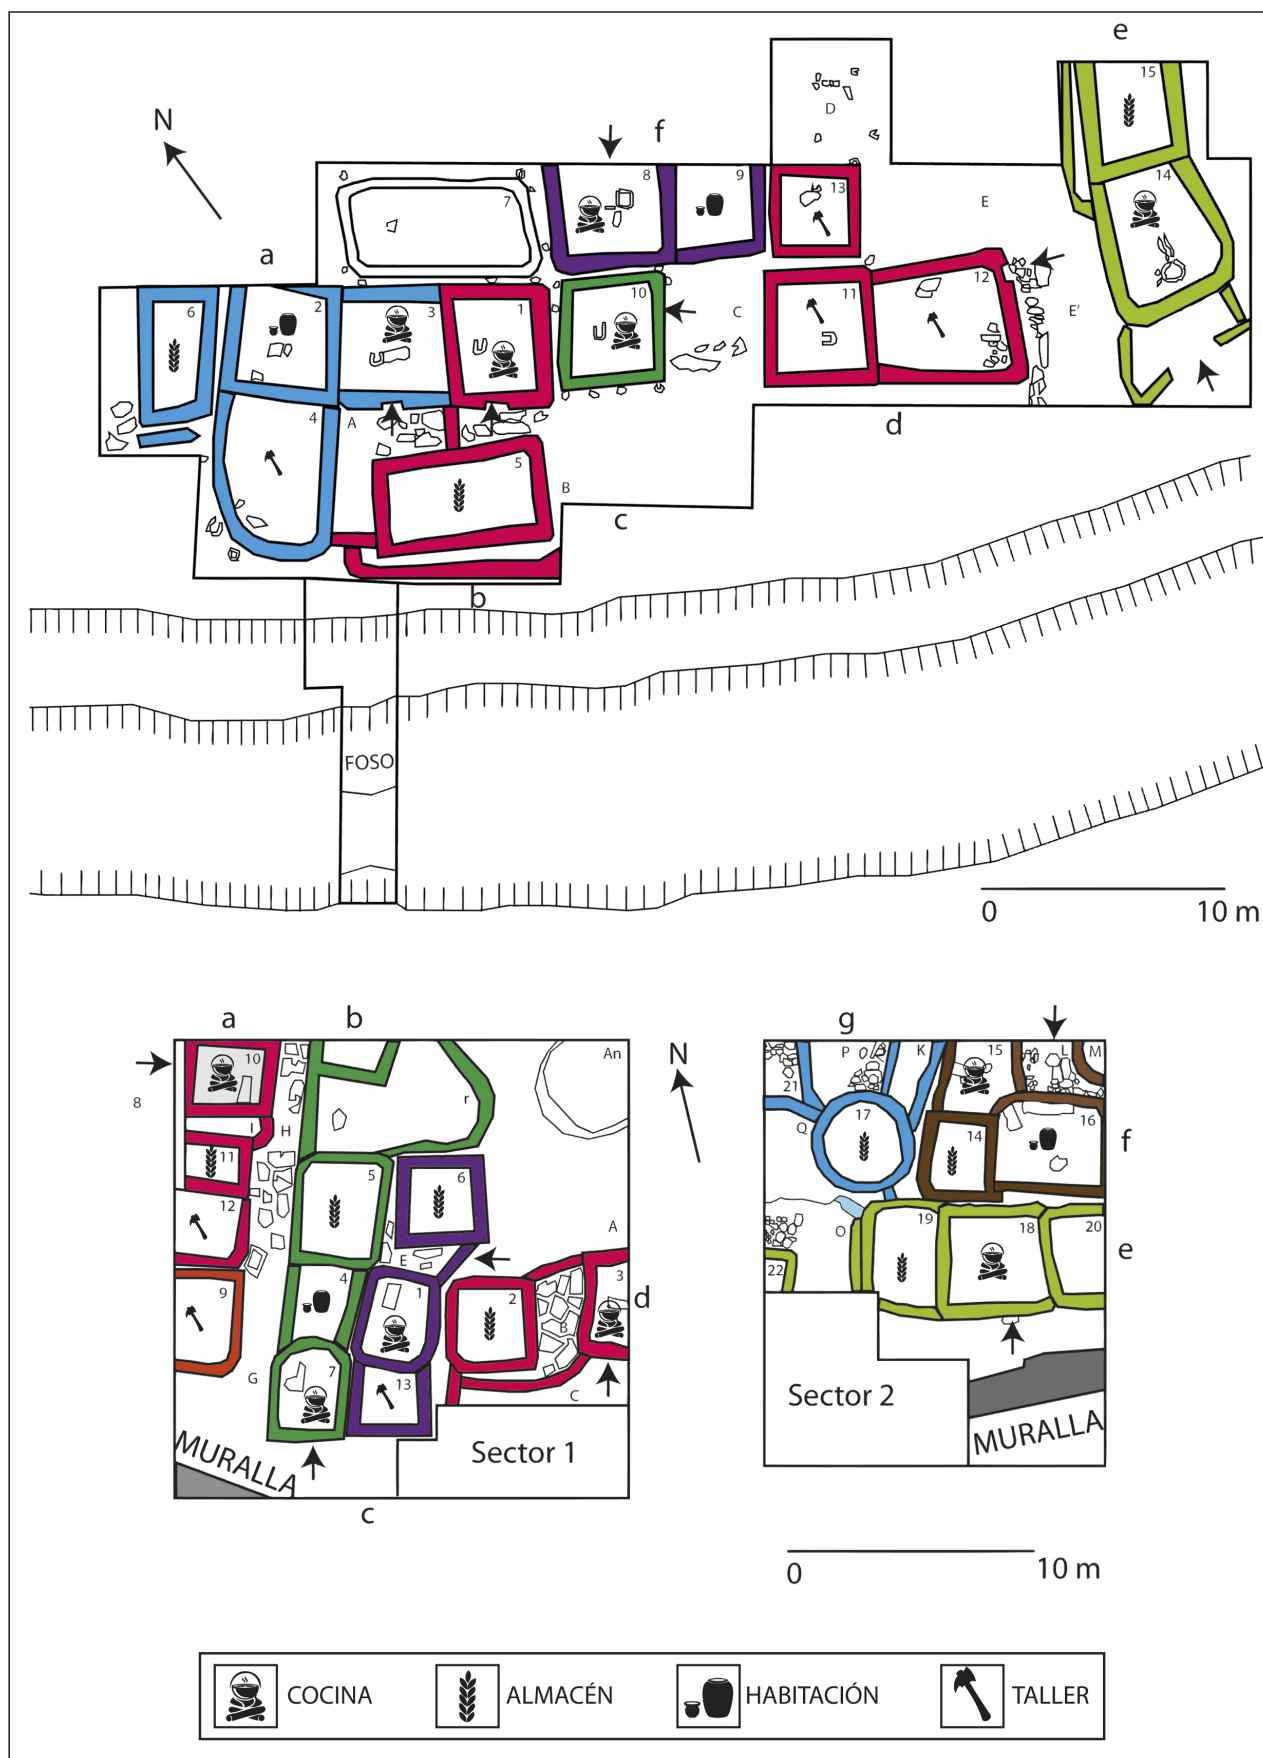 e
15
D
N
f
8
9
13
14
7
E
a
6
2
3
1
10
C
11
12
E'
4
A
5
B
d
c
b
FOSO
0 10 m
a b
g
10
An
N
P K 15 L M
21
8
r
I H
17
16
Q
f
11
5
14
6
12
A
19 18 20
O
e
E
4
1
2
3
22
9
d
B
G
7
13
C
Sector 2
MURALLA
Sector 1
MURALLA
c
0 10 m
COCINA ALMACÉN HABITACIÓN TALLER